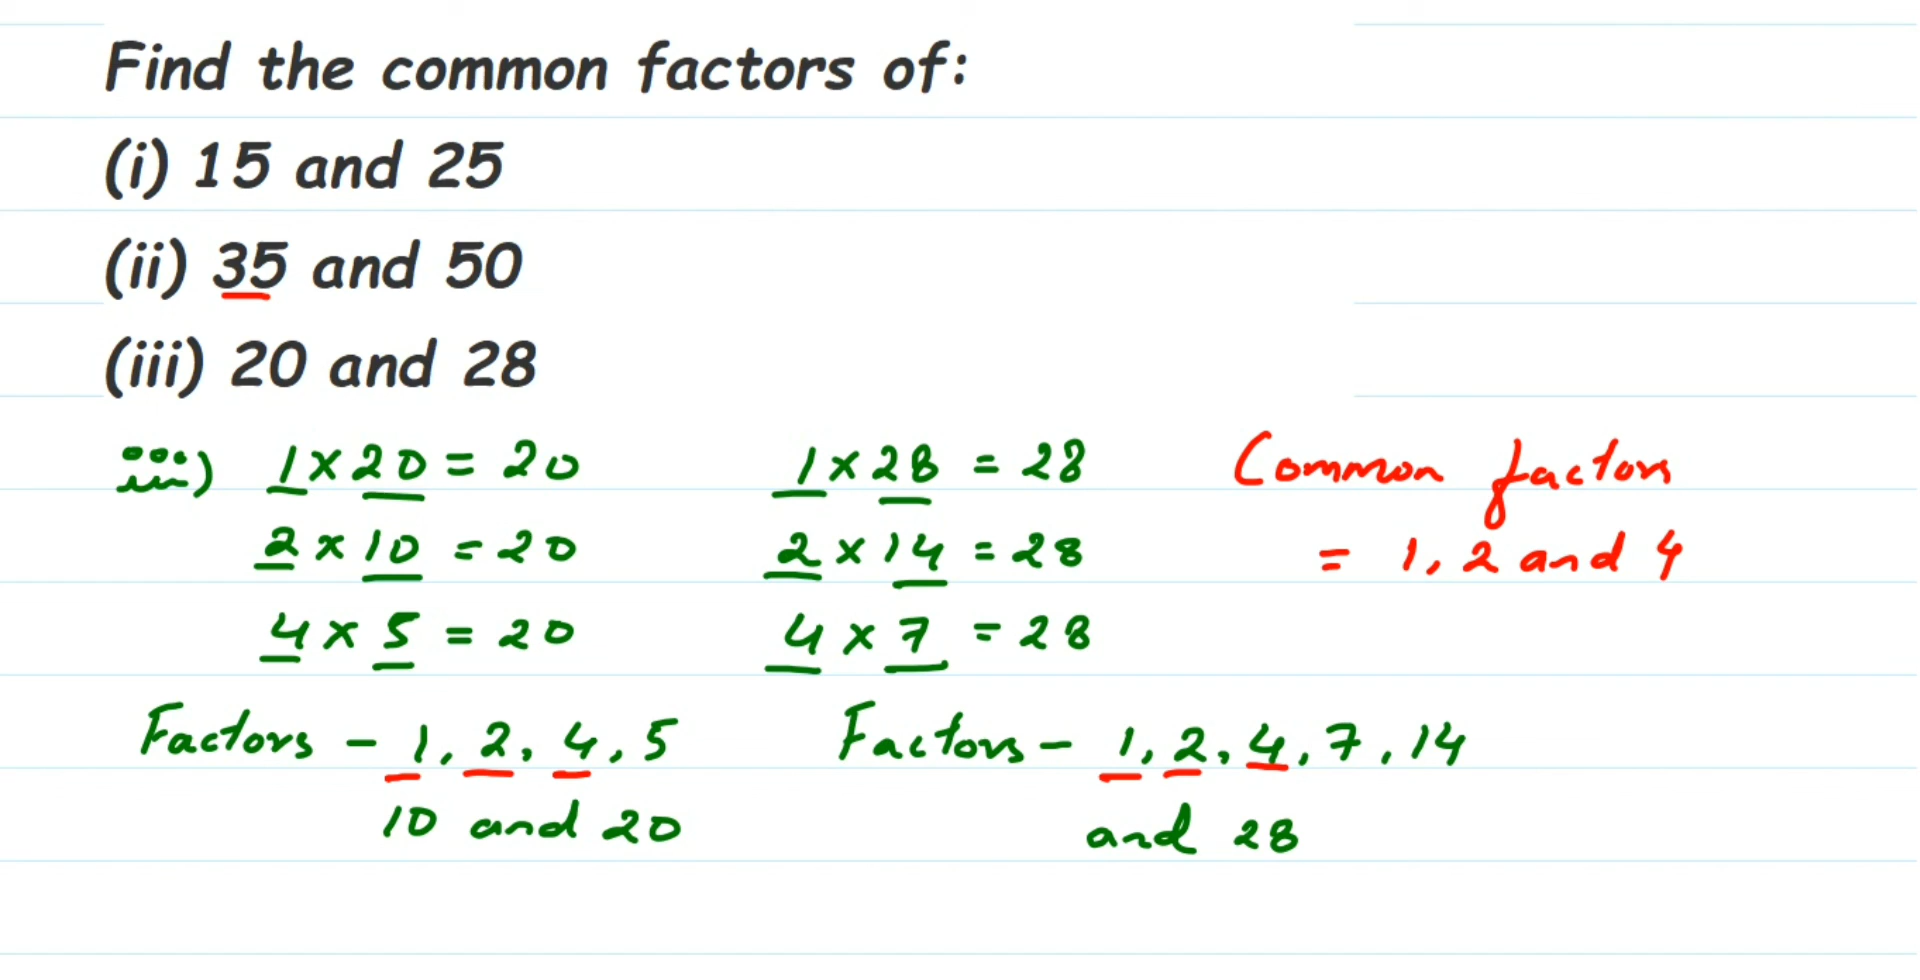 Find the common factors of:
(i) 15 and 25
(ii) 35 and 50
(iii) 20 and 28
iii) 1 × 20 = 20 1 × 28 = 28 Common factors
2 × 10 = 20 2 × 14 = 28 = 1, 2 and 4
4 × 5 = 20 4 × 7 = 28
Factors - 1, 2, 4, 5 Factors - 1, 2, 4, 7, 14
10 and 20 and 28